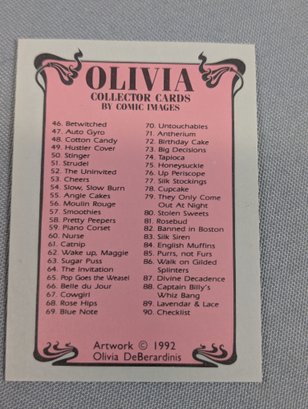 OLIVIA
COLLECTOR CARDS
BY COMIC IMAGES
46. Betwitched
47. Auto Gyro
48. Cotton Candy
49. Hustler Cover
50. Stinger
51. Strudel
52. The Uninvited
53. Cheers
54. Slow, Slow Burn
55. Angle Cakes
56. Moulin Rouge
57. Smoothies
58. Pretty Peepers
59. Piano Corset
60. Nurse
61. Catnip
62. Wake up, Maggie
63. Sugar Puss
64. The Invitation
65. Pop Goes the Weasel
66. Belle du Jour
67. Cowgirl
68. Rose Hips
69. Blue Note
70. Untouchables
71. Antherium
72. Birthday Cake
73. Big Decisions
74. Tapioca
75. Honeysuckle
76. Up Periscope
77. Silk Stockings
78. Cupcake
79. They Only Come
Out At Night
80. Stolen Sweets
81. Rosebud
82. Banned in Boston
83. Silk Siren
84. English Muffins
85. Purrs, not Furs
86. Walk on Gilded
Splinters
87. Divine Decadence
88. Captain Billy's
Whiz Bang
89. Lavendar & Lace
90. Checklist
Artwork © 1992
Olivia DeBerardinis